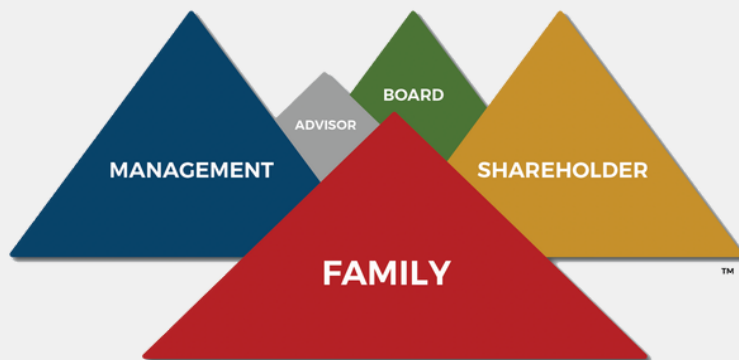 BOARD
ADVISOR
MANAGEMENT
SHAREHOLDER
FAMILY
TM